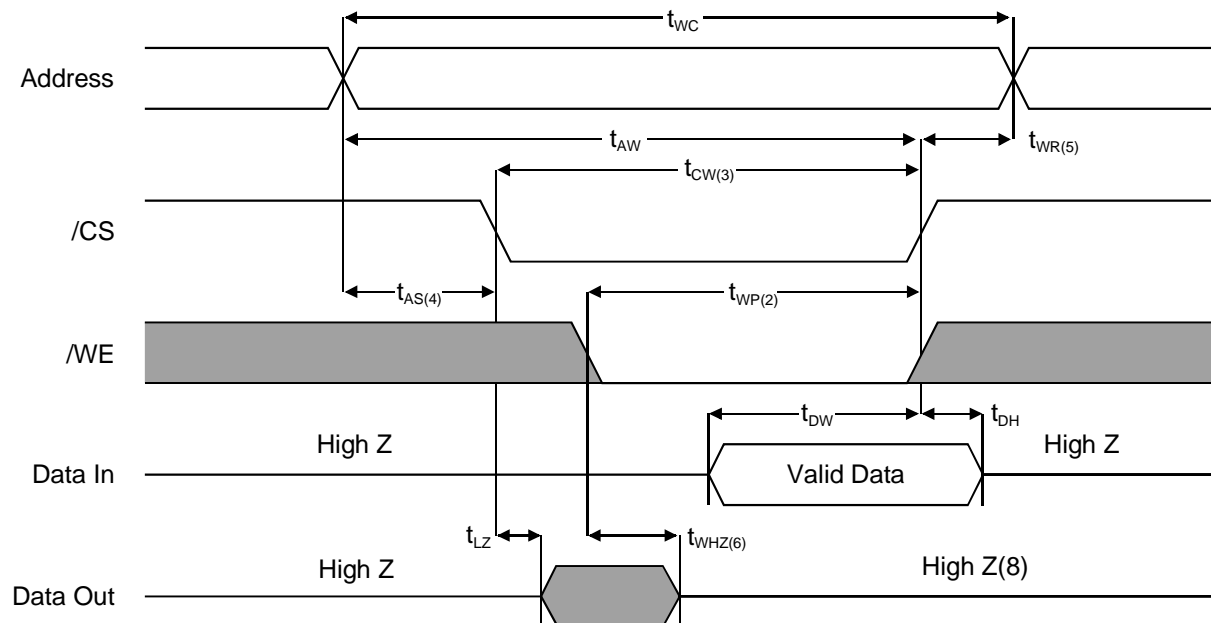 tWC
Address
tAW
tWR(5)
tCW(3)
/CS
tAS(4)
tWP(2)
/WE
tDW
tDH
High Z
High Z
Data In
Valid Data
tLZ
tWHZ(6)
High Z
High Z(8)
Data Out